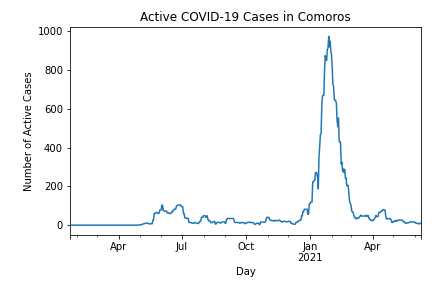 Active COVID-19 Cases in Comoros
Number of Active Cases
1000
800
600
400
200
0
Apr
Jul
Oct
Jan
2021
Apr
Day